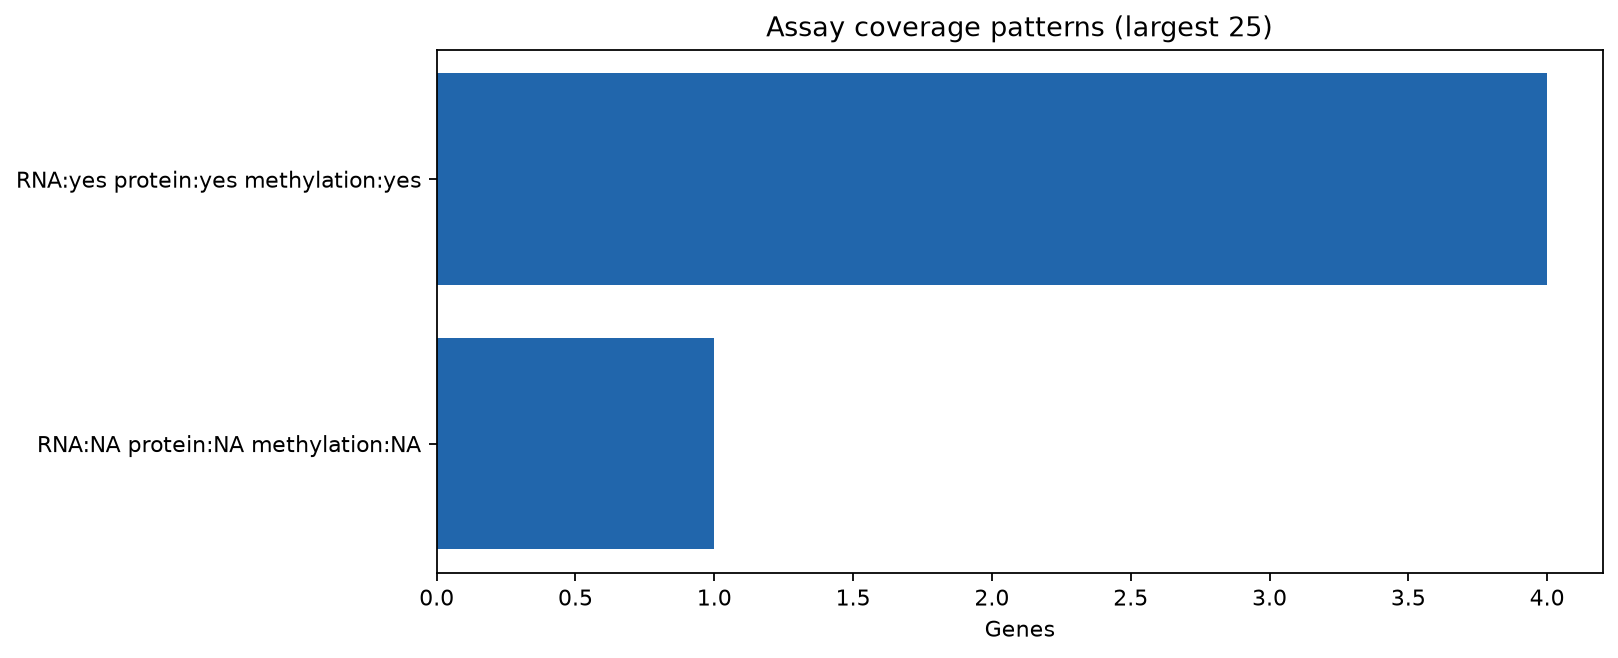 Assay coverage patterns (largest 25)
RNA:yes protein:yes methylation:yes
RNA:NA protein:NA methylation:NA
0.0 0.5 1.0 1.5 2.0 2.5 3.0 3.5 4.0
Genes